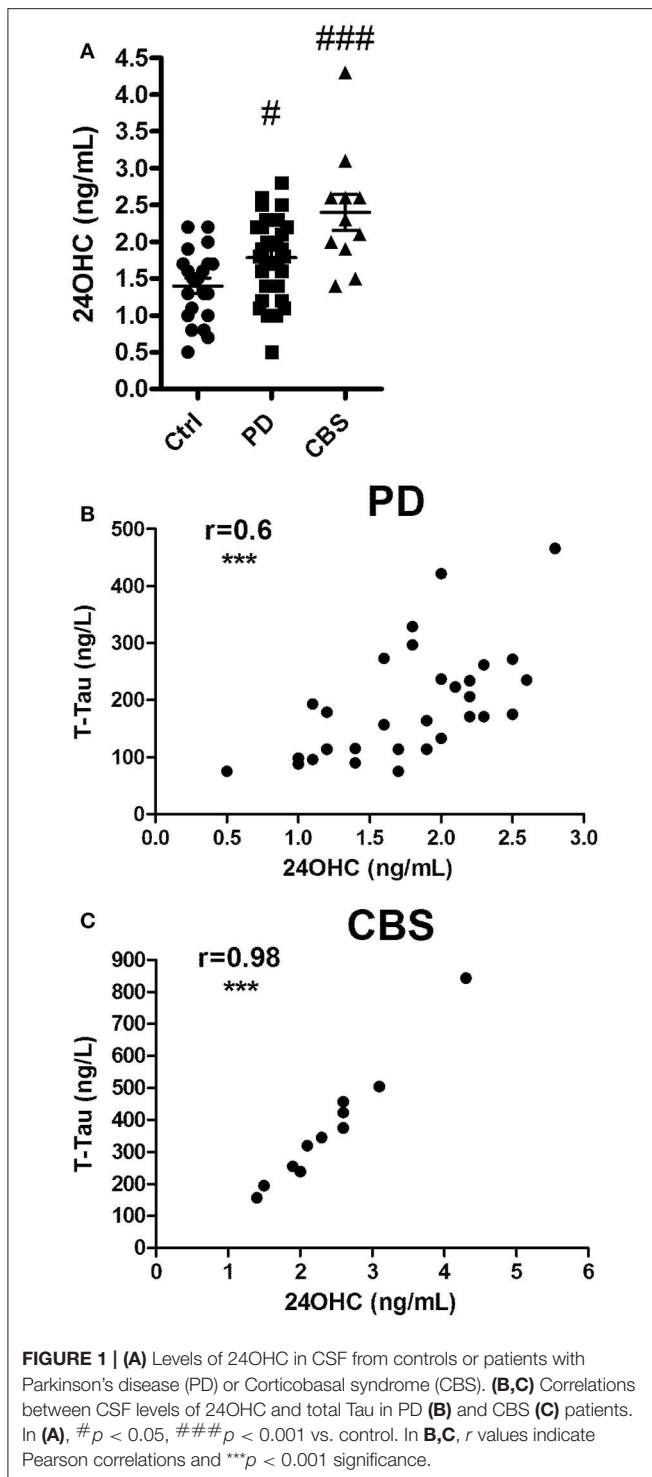 A
###
#
24OHC (ng/mL)
4.5
4.0
3.5
3.0
2.5
2.0
1.5
1.0
0.5
0.0
Ctrl
PD
CBS
B
PD
r=0.6
***
T-Tau (ng/L)
500
400
300
200
100
0
0.0 0.5 1.0 1.5 2.0 2.5 3.0
24OHC (ng/mL)
C
CBS
r=0.98
***
T-Tau (ng/L)
900
800
700
600
500
400
300
200
100
0
0 1 2 3 4 5 6
24OHC (ng/mL)
FIGURE 1 | (A) Levels of 24OHC in CSF from controls or patients with
Parkinson's disease (PD) or Corticobasal syndrome (CBS). (B,C) Correlations
between CSF levels of 24OHC and total Tau in PD (B) and CBS (C) patients.
In (A), #p < 0.05, ###p < 0.001 vs. control. In B,C, r values indicate
Pearson correlations and ***p < 0.001 significance.